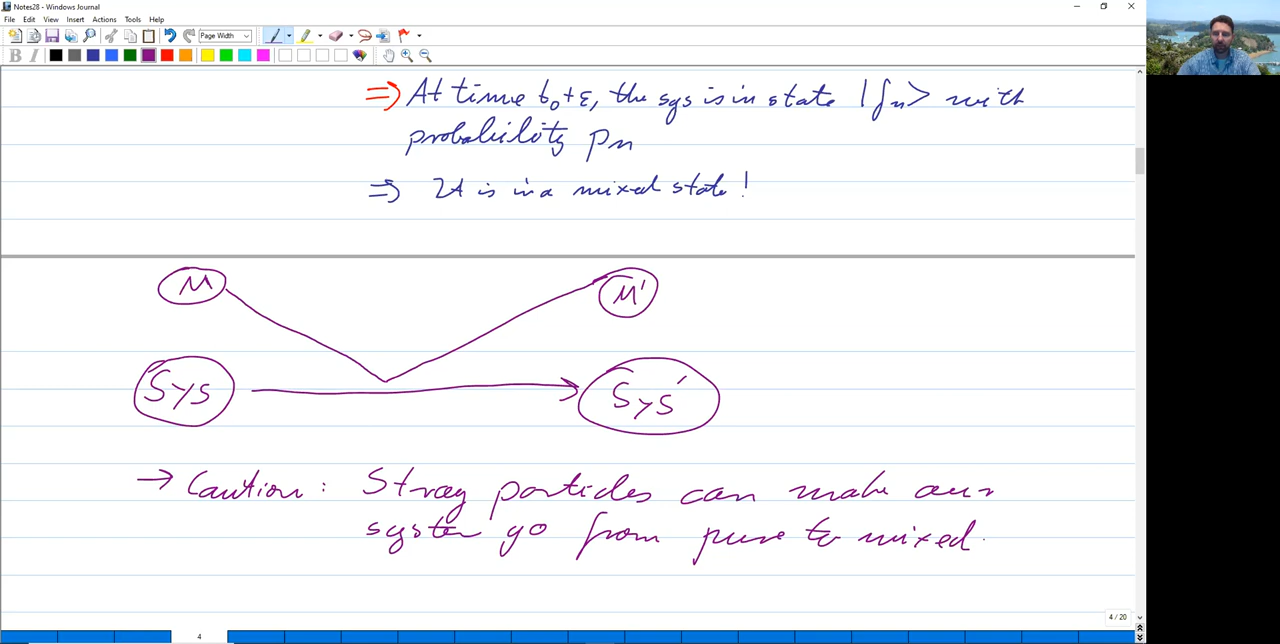 Notes28 - Windows Journal
File Edit View Insert Actions Tools Help
Page Width
B I
⇒ At time t₀+ε, the sys is in state |fₙ> with
probability pₙ
⇒ It is in a mixed state!
M M'
Sys Sys'
→ Caution: Stray particles can make our
system go from pure to mixed.
4 / 20
4